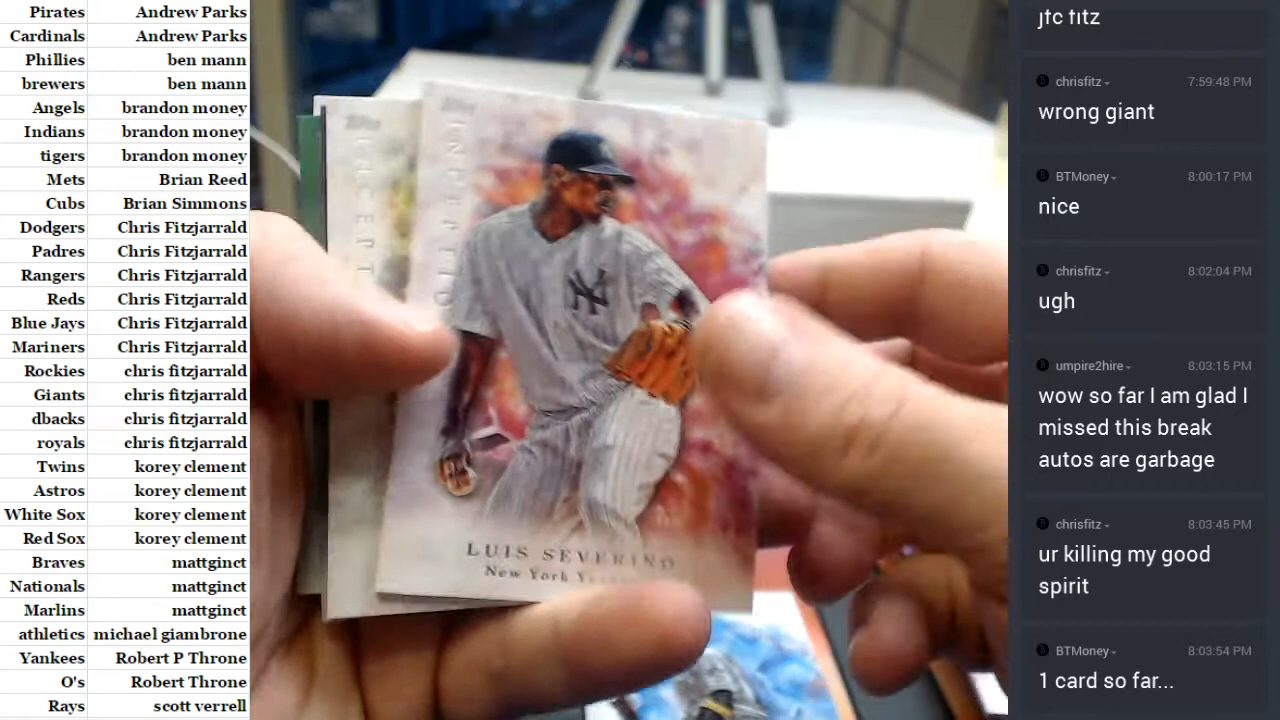 Pirates Andrew Parks
Cardinals Andrew Parks
Phillies ben mann
brewers ben mann
Angels brandon money
Indians brandon money
tigers brandon money
Mets Brian Reed
Cubs Brian Simmons
Dodgers Chris Fitzjarrald
Padres Chris Fitzjarrald
Rangers Chris Fitzjarrald
Reds Chris Fitzjarrald
Blue Jays Chris Fitzjarrald
Mariners Chris Fitzjarrald
Rockies chris fitzjarrald
Giants chris fitzjarrald
dbacks chris fitzjarrald
royals chris fitzjarrald
Twins korey clement
Astros korey clement
White Sox korey clement
Red Sox korey clement
Braves mattginct
Nationals mattginct
Marlins mattginct
athletics michael giambrone
Yankees Robert P Throne
O's Robert Throne
Rays scott verrell
Topps
LUIS SEVERINO
New York
NY
jfc fitz
chrisfitz 7:59:48 PM
wrong giant
BTMoney 8:00:17 PM
nice
chrisfitz 8:02:04 PM
ugh
umpire2hire 8:03:15 PM
wow so far I am glad I
missed this break
autos are garbage
chrisfitz 8:03:45 PM
ur killing my good
spirit
BTMoney 8:03:54 PM
1 card so far...